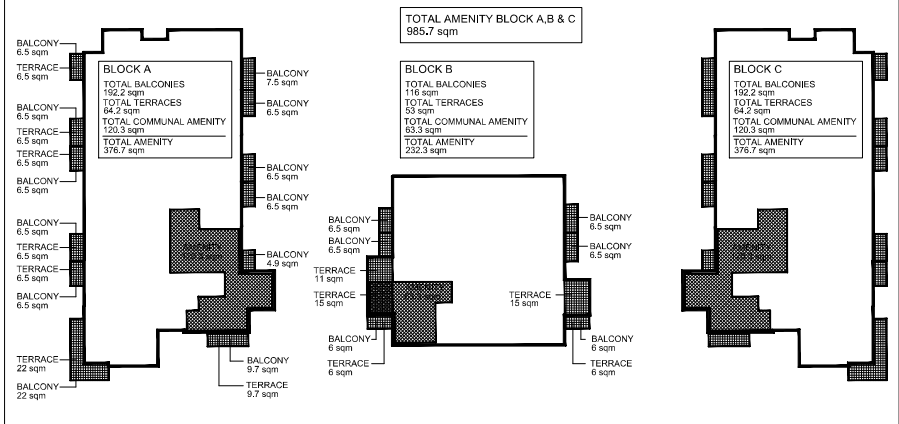 TOTAL AMENITY BLOCK A,B & C
985.7 sqm
BALCONY
6.5 sqm
TERRACE
6.5 sqm
BALCONY
6.5 sqm
TERRACE
6.5 sqm
TERRACE
6.5 sqm
BALCONY
6.5 sqm
BALCONY
6.5 sqm
TERRACE
6.5 sqm
TERRACE
6.5 sqm
BALCONY
6.5 sqm
TERRACE
22 sqm
BALCONY
22 sqm
BLOCK A
TOTAL BALCONIES
192.2 sqm
TOTAL TERRACES
64.2 sqm
TOTAL COMMUNAL AMENITY
120.3 sqm
TOTAL AMENITY
376.7 sqm
BALCONY
7.5 sqm
BALCONY
6.5 sqm
BALCONY
6.5 sqm
BALCONY
6.5 sqm
BALCONY
4.9 sqm
BALCONY
9.7 sqm
TERRACE
9.7 sqm
BLOCK B
TOTAL BALCONIES
116 sqm
TOTAL TERRACES
53 sqm
TOTAL COMMUNAL AMENITY
63.3 sqm
TOTAL AMENITY
232.3 sqm
BALCONY
6.5 sqm
BALCONY
6.5 sqm
TERRACE
11 sqm
TERRACE
15 sqm
BALCONY
6 sqm
TERRACE
6 sqm
BALCONY
6.5 sqm
BALCONY
6.5 sqm
TERRACE
15 sqm
BALCONY
6 sqm
TERRACE
6 sqm
BLOCK C
TOTAL BALCONIES
192.2 sqm
TOTAL TERRACES
64.2 sqm
TOTAL COMMUNAL AMENITY
120.3 sqm
TOTAL AMENITY
376.7 sqm